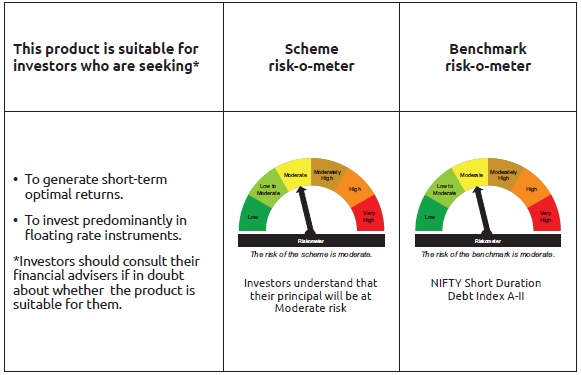 This product is suitable for
investors who are seeking*
Scheme
risk-o-meter
Benchmark
risk-o-meter
• To generate short-term
optimal returns.
• To invest predominantly in
floating rate instruments.
*Investors should consult their
financial advisers if in doubt
about whether the product is
suitable for them.
Low
Low to
Moderate
Moderate
Moderately
High
High
Very
High
Riskometer
The risk of the scheme is moderate.
Investors understand that
their principal will be at
Moderate risk
Low
Low to
Moderate
Moderate
Moderately
High
High
Very
High
Riskometer
The risk of the benchmark is moderate.
NIFTY Short Duration
Debt Index A-II